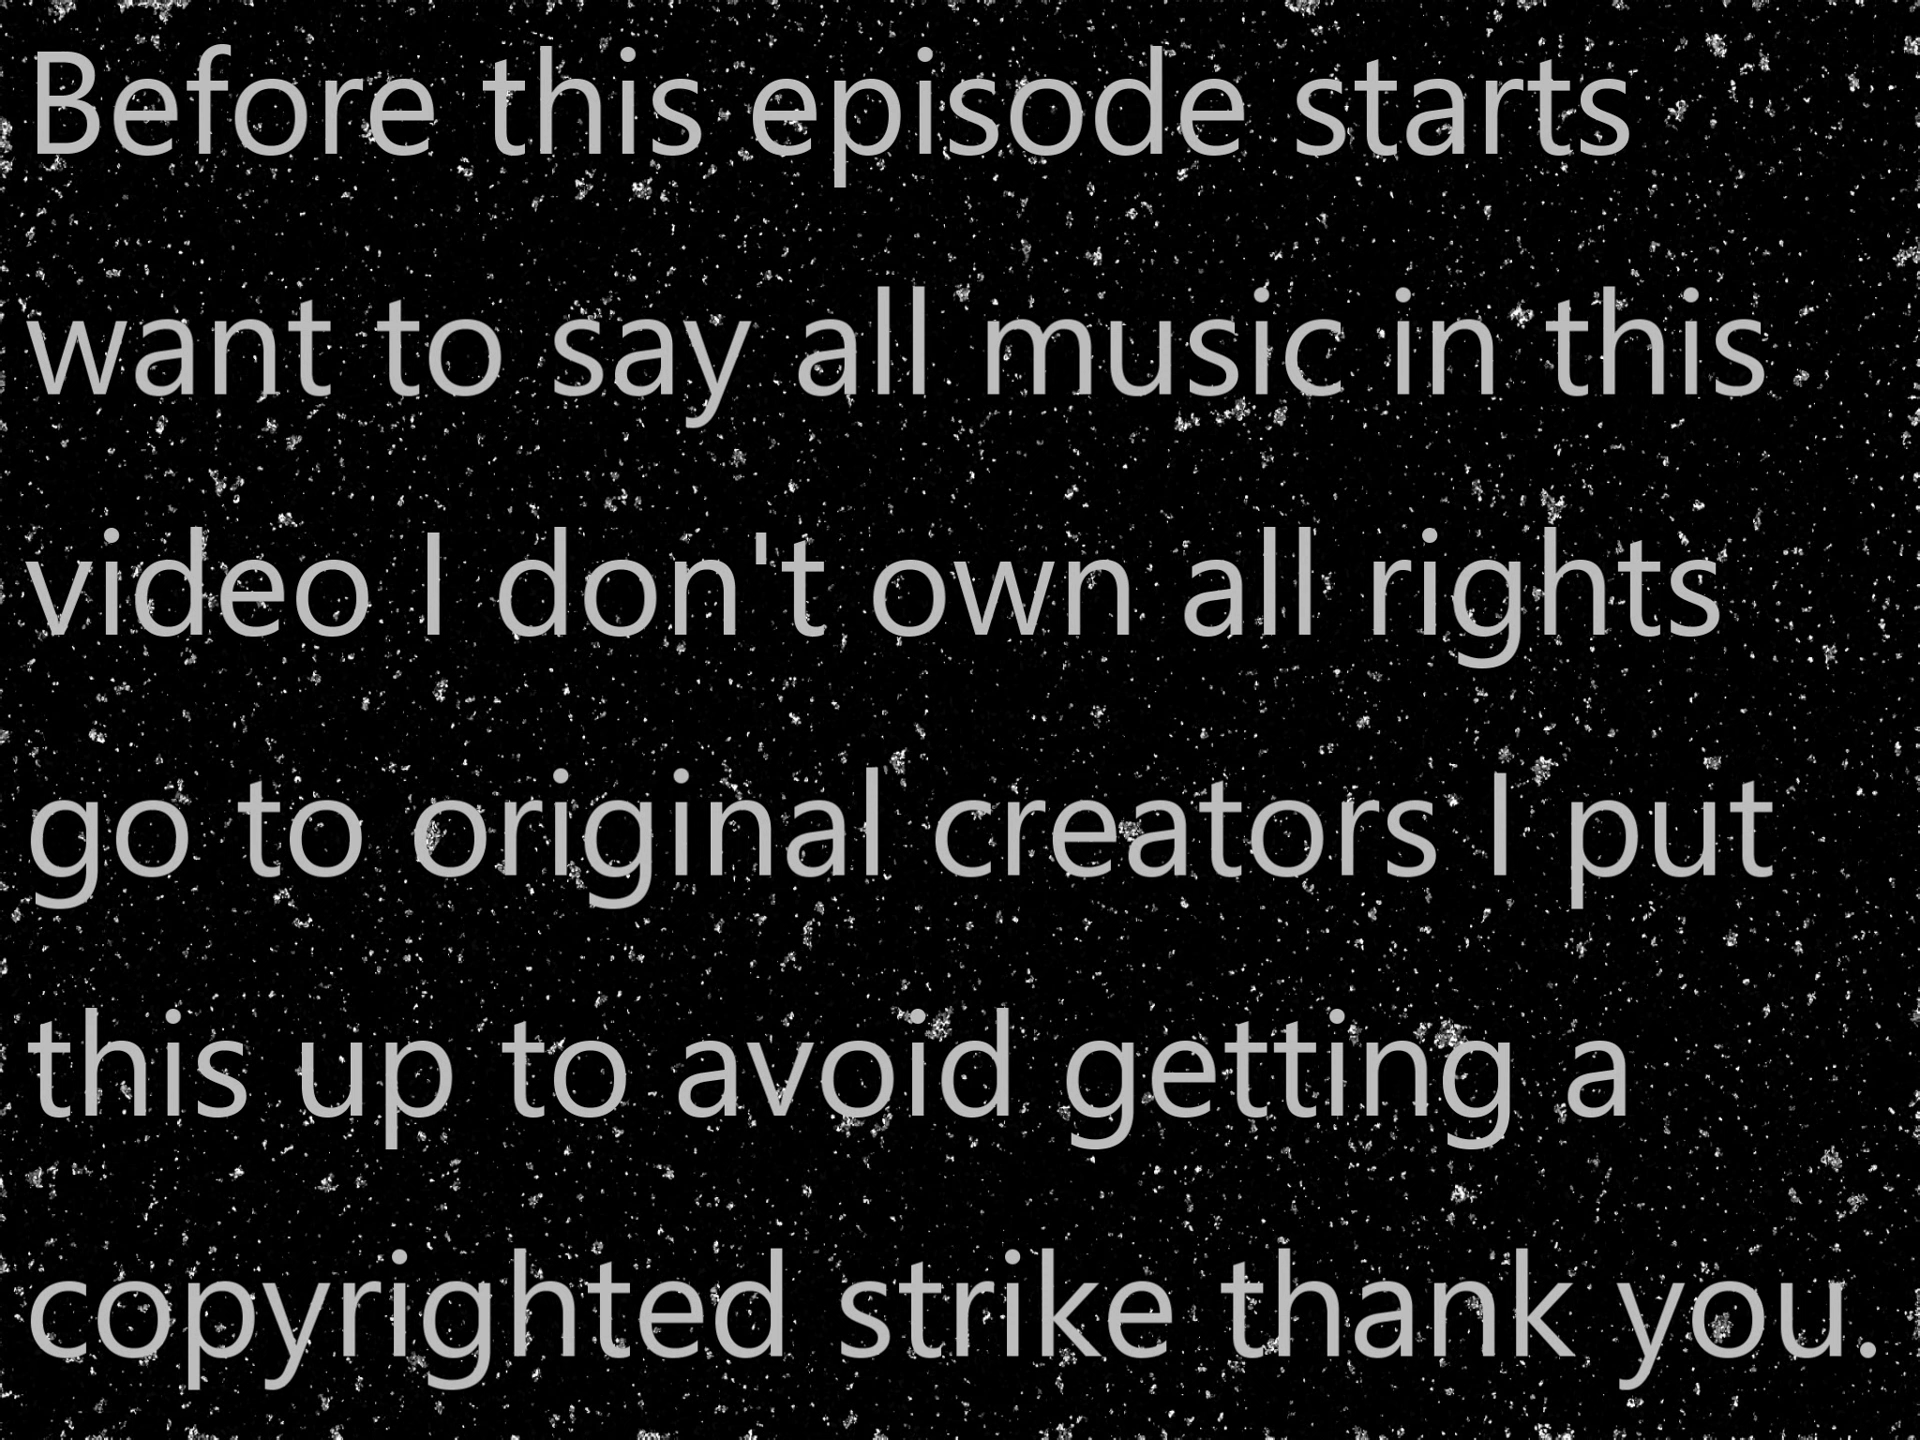 Before this episode starts
want to say all music in this
video I don't own all rights
go to original creators I put
this up to avoid getting a
copyrighted strike thank you.